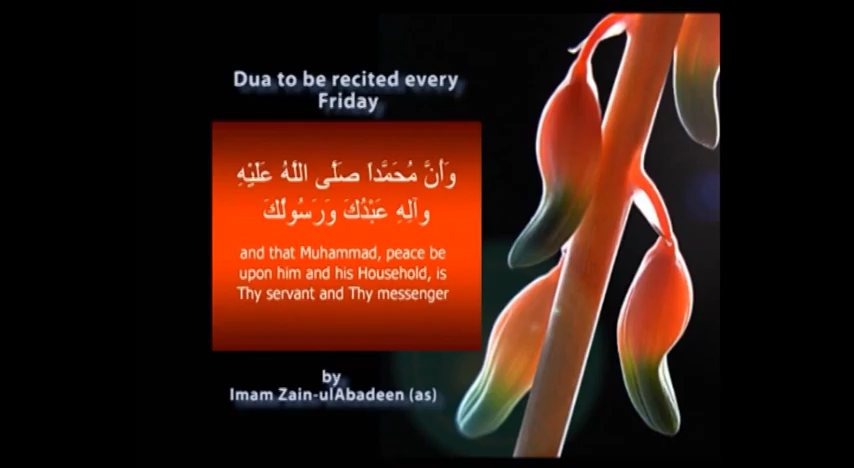 Dua to be recited every
Friday
وَأَنَّ مُحَمَّداً صَلَّى اللَّهُ عَلَيْهِ
وآلِهِ عَبْدُكَ وَرَسُولُكَ
and that Muhammad, peace be
upon him and his Household, is
Thy servant and Thy messenger
by
Imam Zain-ulAbadeen (as)